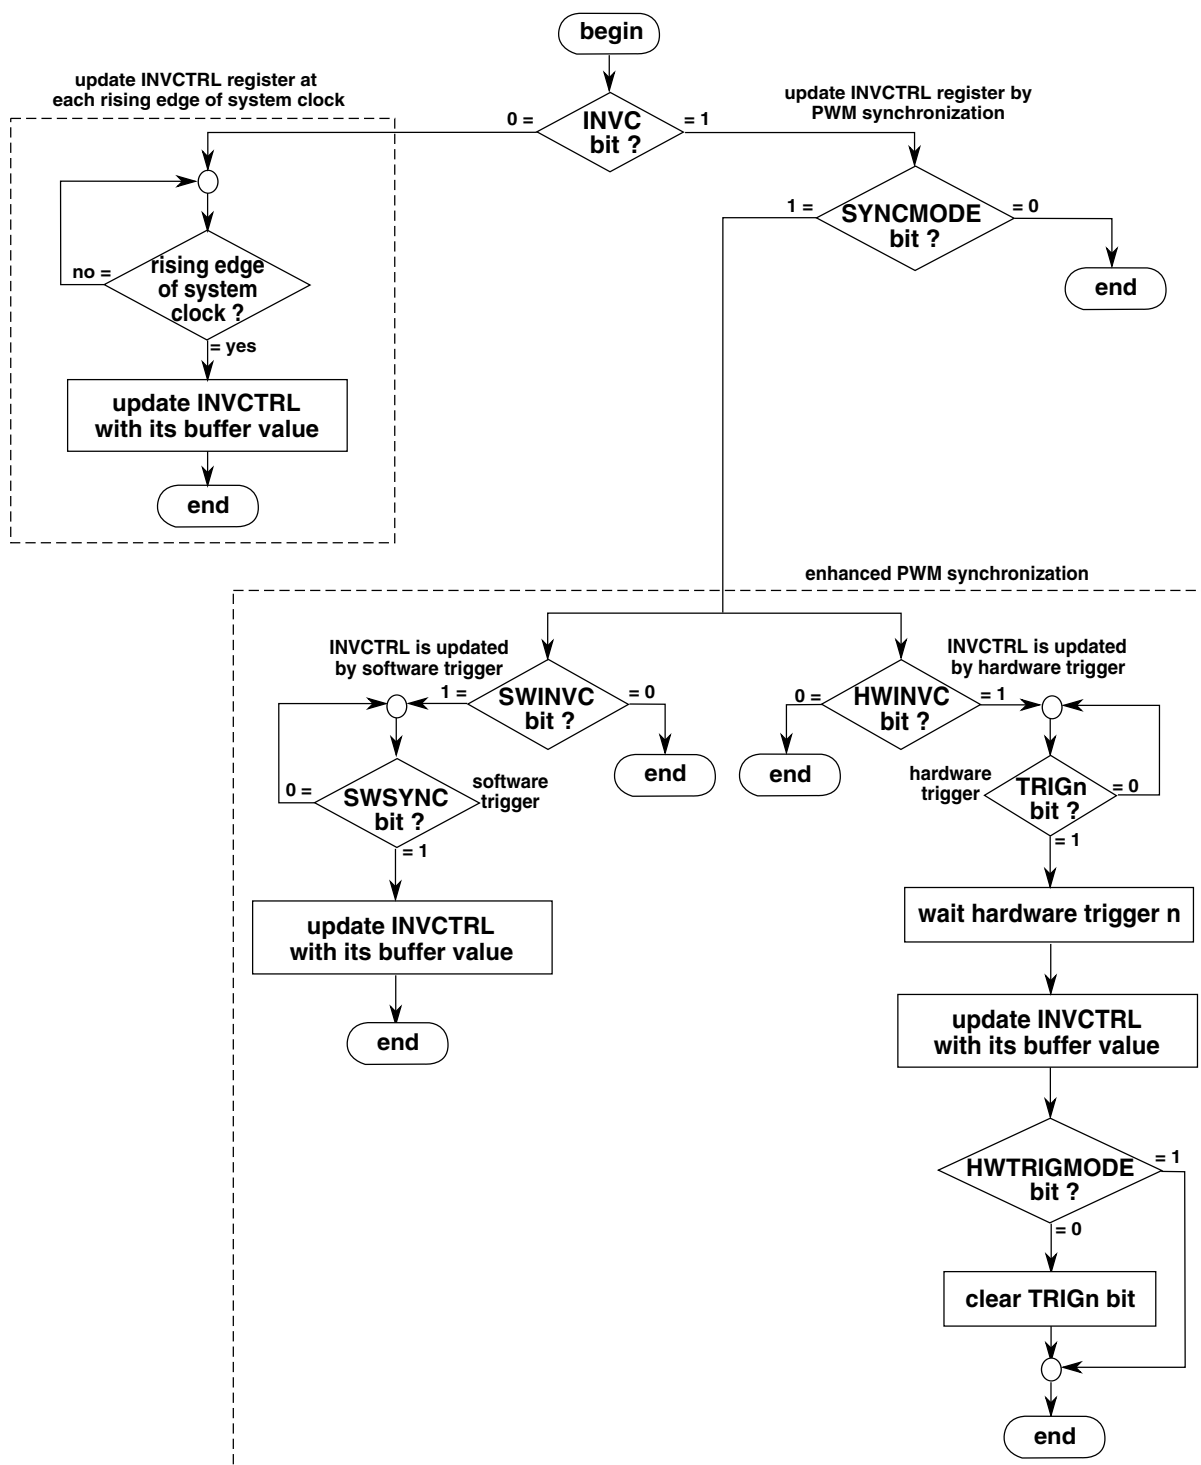 begin
update INVCTRL register at
each rising edge of system clock
update INVCTRL register by
PWM synchronization
0 =
INVC
bit ?
= 1
1 =
SYNCMODE
bit ?
= 0
end
no =
rising edge
of system
clock ?
= yes
update INVCTRL
with its buffer value
end
enhanced PWM synchronization
INVCTRL is updated
by software trigger
1 =
SWINVC
bit ?
= 0
end
0 =
SWSYNC
bit ?
software
trigger
= 1
update INVCTRL
with its buffer value
end
INVCTRL is updated
by hardware trigger
0 =
HWINVC
bit ?
= 1
end
hardware
trigger
TRIGn
bit ?
= 0
= 1
wait hardware trigger n
update INVCTRL
with its buffer value
HWTRIGMODE
bit ?
= 1
= 0
clear TRIGn bit
end